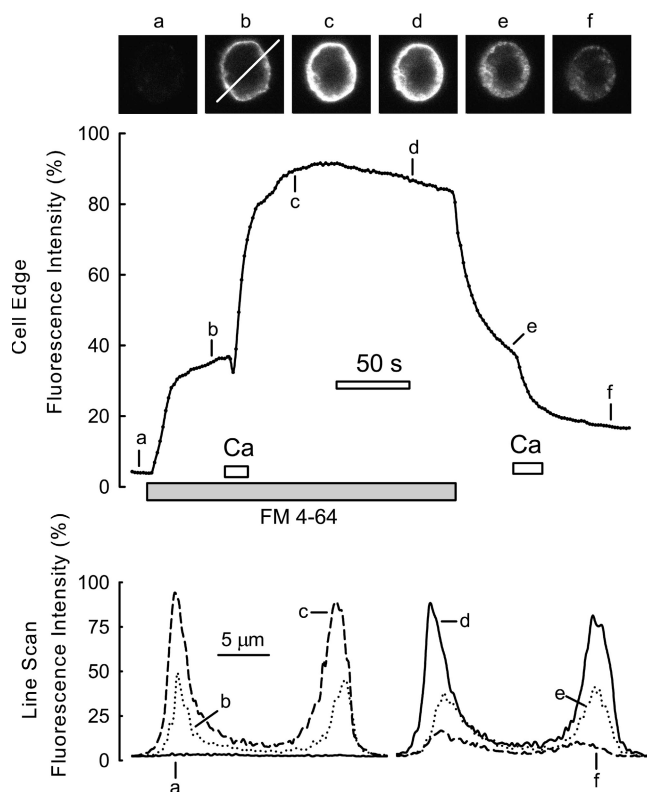 a b c d e f
100
80
60
40
20
0
Cell Edge
Fluorescence Intensity (%)
a
b
c
d
e
f
50 s
Ca
Ca
FM 4-64
100
75
50
25
0
Line Scan
Fluorescence Intensity (%)
5 μm
a
b
c
d
e
f